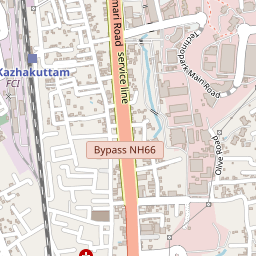 mari Road
service line
Technopark Main Road
Kazhakuttam
FCI
Bypass NH66
Olive Road